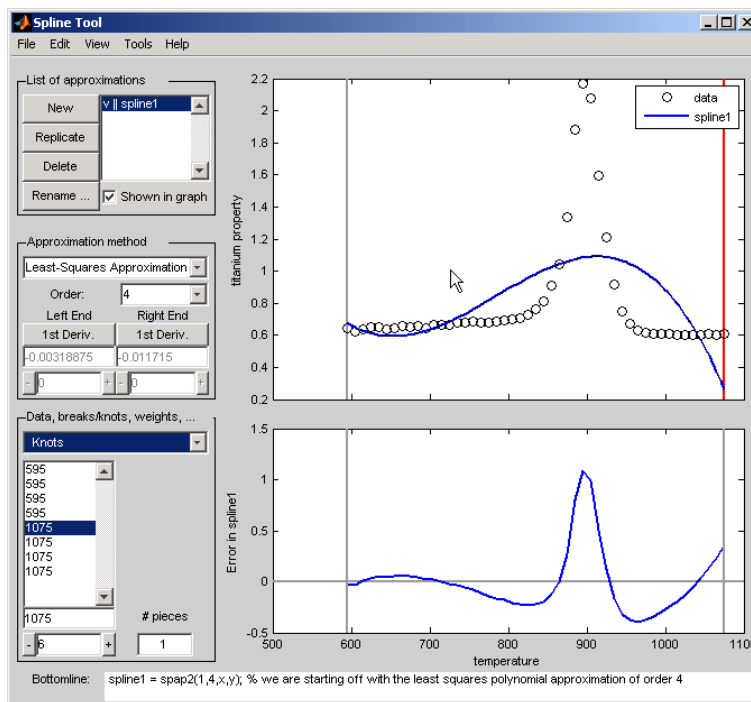 Spline Tool
File Edit View Tools Help
List of approximations
New
Replicate
Delete
Rename ...
v || spline1
Shown in graph
Approximation method
Least-Squares Approximation
Order: 4
Left End Right End
1st Deriv. 1st Deriv.
-0.00318875 -0.011715
- 0 + - 0 +
Data, breaks/knots, weights, ...
Knots
595
595
595
595
1075
1075
1075
1075
1075
# pieces
- 6 + 1
2.2
2
1.8
1.6
1.4
1.2
1
0.8
0.6
0.4
0.2
titanium property
data
spline1
1.5
1
0.5
0
-0.5
Error in spline1
500 600 700 800 900 1000 1100
temperature
Bottomline: spline1 = spap2(1,4,x,y); % we are starting off with the least squares polynomial approximation of order 4